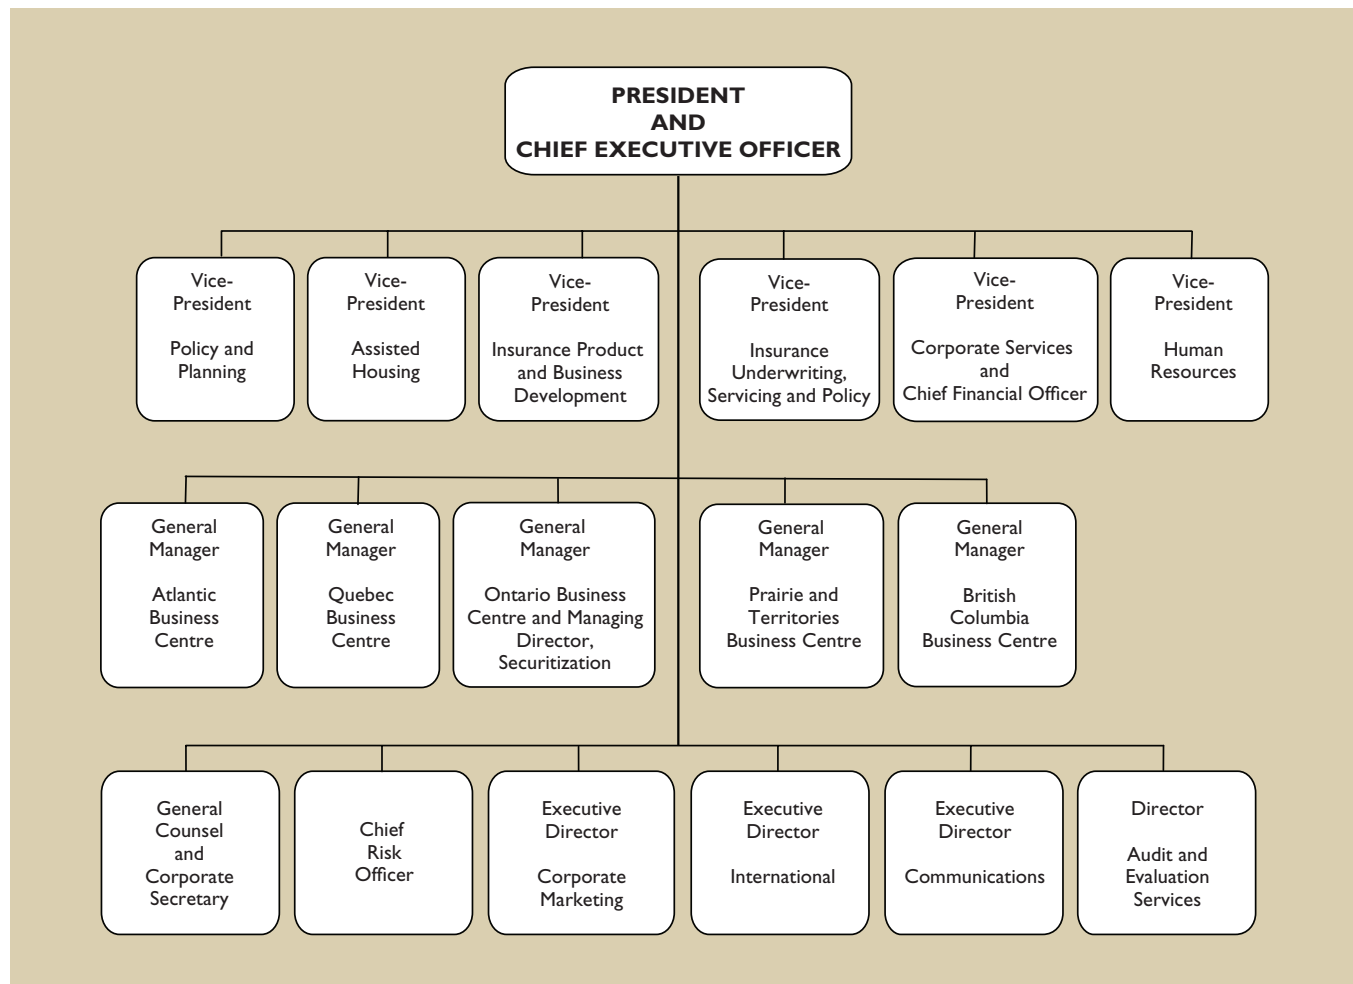 PRESIDENT
AND
CHIEF EXECUTIVE OFFICER
Vice-
President
Policy and
Planning
Vice-
President
Assisted
Housing
Vice-
President
Insurance Product
and Business
Development
Vice-
President
Insurance
Underwriting,
Servicing and Policy
Vice-
President
Corporate Services
and
Chief Financial Officer
Vice-
President
Human
Resources
General
Manager
Atlantic
Business
Centre
General
Manager
Quebec
Business
Centre
General
Manager
Ontario Business
Centre and Managing
Director,
Securitization
General
Manager
Prairie and
Territories
Business Centre
General
Manager
British
Columbia
Business Centre
General
Counsel
and
Corporate
Secretary
Chief
Risk
Officer
Executive
Director
Corporate
Marketing
Executive
Director
International
Executive
Director
Communications
Director
Audit and
Evaluation
Services